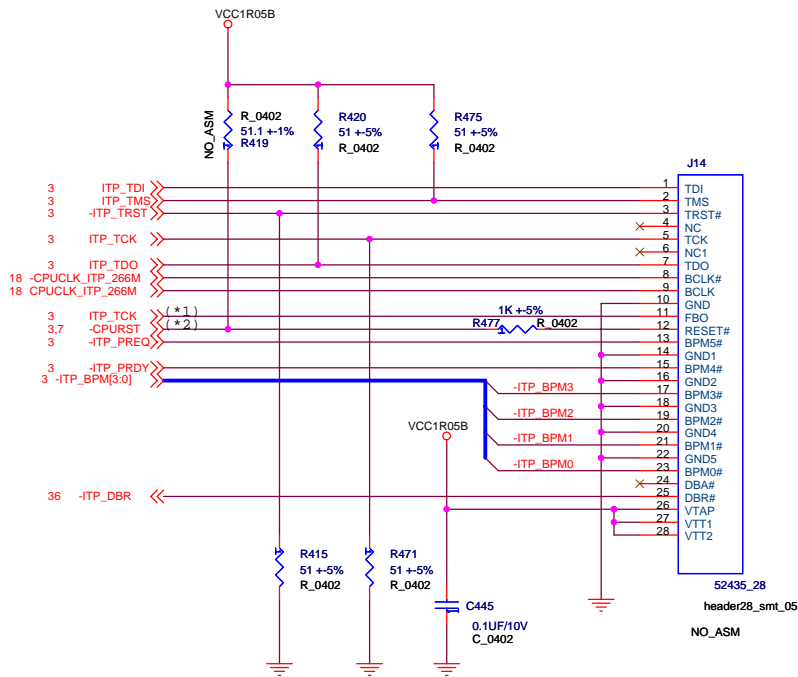 VCC1R05B
NO_ASM
R_0402
51.1 +-1%
R419
R420
51 +-5%
R_0402
R475
51 +-5%
R_0402
J14
3 ITP_TDI 1 TDI
3 ITP_TMS 2 TMS
3 -ITP_TRST 3 TRST#
4 NC
3 ITP_TCK 5 TCK
6 NC1
3 ITP_TDO 7 TDO
18 -CPUCLK_ITP_266M 8 BCLK#
18 CPUCLK_ITP_266M 9 BCLK
10 GND
3 ITP_TCK (*1) 1K +-5% 11 FBO
3,7 -CPURST (*2) R477 R_0402 12 RESET#
3 -ITP_PREQ 13 BPM5#
14 GND1
3 -ITP_PRDY 15 BPM4#
3 -ITP_BPM[3:0] 16 GND2
-ITP_BPM3 17 BPM3#
18 GND3
-ITP_BPM2 19 BPM2#
VCC1R05B 20 GND4
-ITP_BPM1 21 BPM1#
22 GND5
-ITP_BPM0 23 BPM0#
24 DBA#
36 -ITP_DBR 25 DBR#
26 VTAP
27 VTT1
28 VTT2
R415
51 +-5%
R_0402
R471
51 +-5%
R_0402
C445
0.1UF/10V
C_0402
52435_28
header28_smt_05
NO_ASM